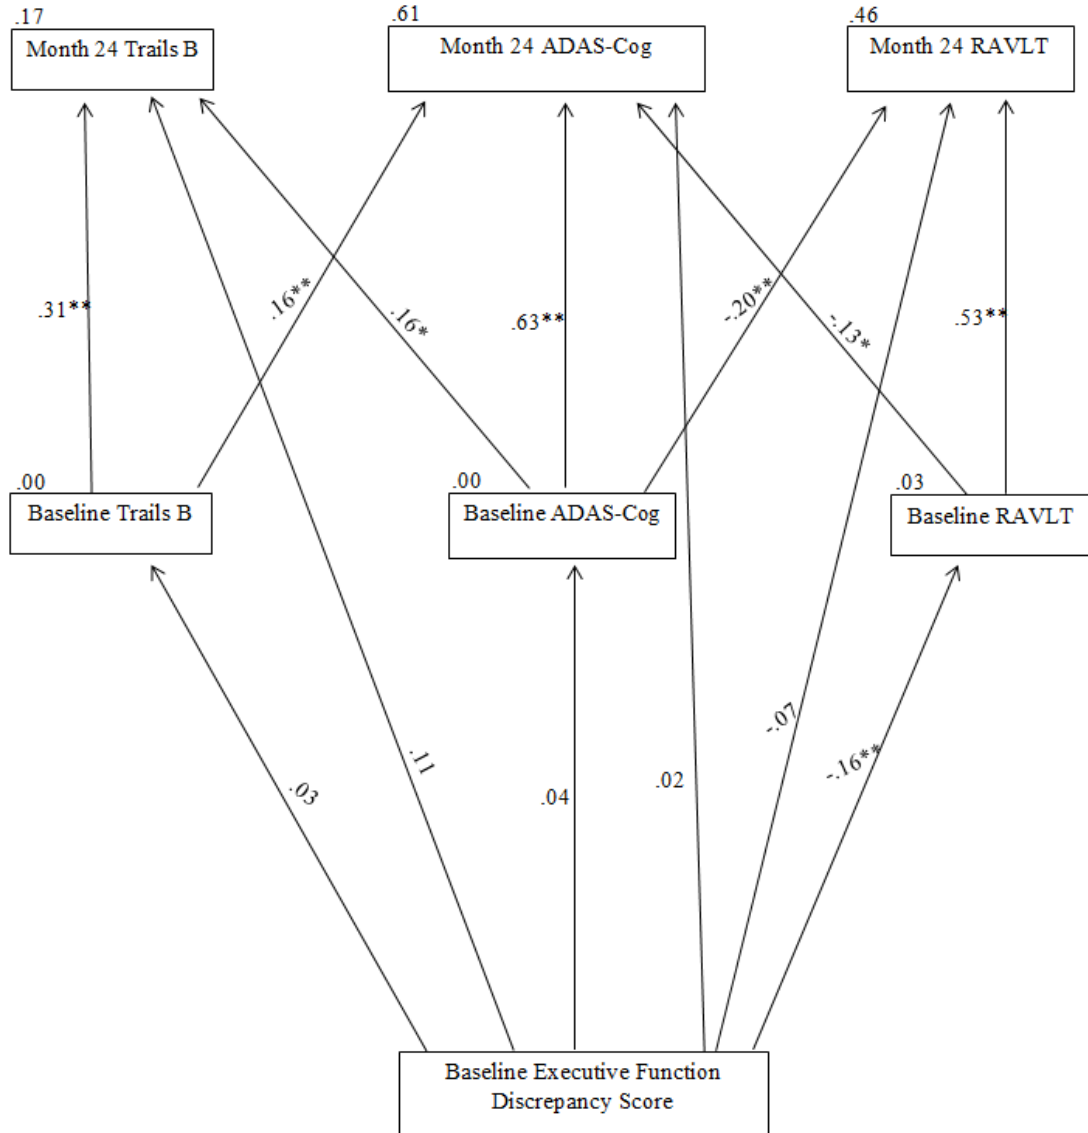 .17
.61
.46
Month 24 Trails B
Month 24 ADAS-Cog
Month 24 RAVLT
.31**
.16**
.16*
.63**
-.20**
-.13*
.53**
.00
.00
.03
Baseline Trails B
Baseline ADAS-Cog
Baseline RAVLT
.03
.11
.04
.02
-.07
-.16**
Baseline Executive Function
Discrepancy Score